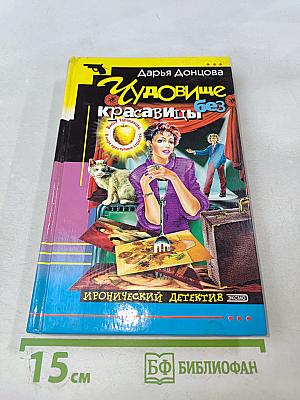 Дарья Донцова
Чудовище
без
красавицы
ИРОНИЧЕСКИЙ ДЕТЕКТИВ
ЭКСМО
15 см
БФ БИБЛИОФАН